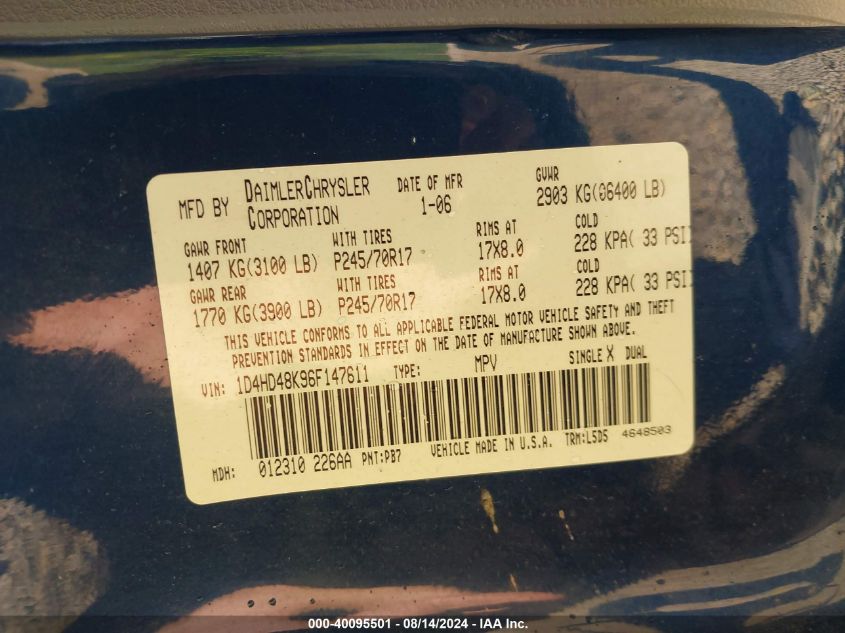 MFD BY DAIMLERCHRYSLER CORPORATION DATE OF MFR 1-06 GVWR 2903 KG(06400 LB)
GAWR FRONT WITH TIRES RIMS AT COLD
1407 KG(3100 LB) P245/70R17 17X8.0 228 KPA( 33 PSI)
GAWR REAR WITH TIRES RIMS AT COLD
1770 KG(3900 LB) P245/70R17 17X8.0 228 KPA( 33 PSI)
THIS VEHICLE CONFORMS TO ALL APPLICABLE FEDERAL MOTOR VEHICLE SAFETY AND THEFT
PREVENTION STANDARDS IN EFFECT ON THE DATE OF MANUFACTURE SHOWN ABOVE.
VIN: 1D4HD48K96F147611 TYPE: MPV SINGLE X DUAL
MDH: 012310 226AA PNT:PB7 VEHICLE MADE IN U.S.A. TRM:L5D5 4648503
000-40095501 - 08/14/2024 - IAA Inc.